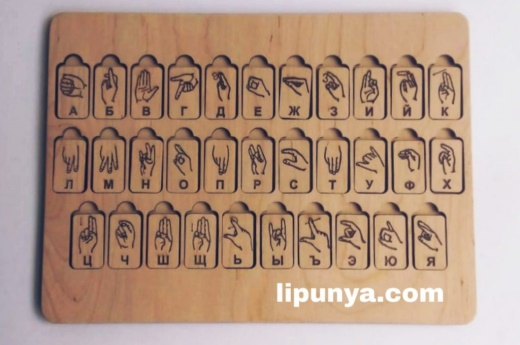 А Б В Г Д Е Ж З И Й К
Л М Н О П Р С Т У Ф Х
Ц Ч Ш Щ Ь Ы Ъ Э Ю Я
lipunya.com